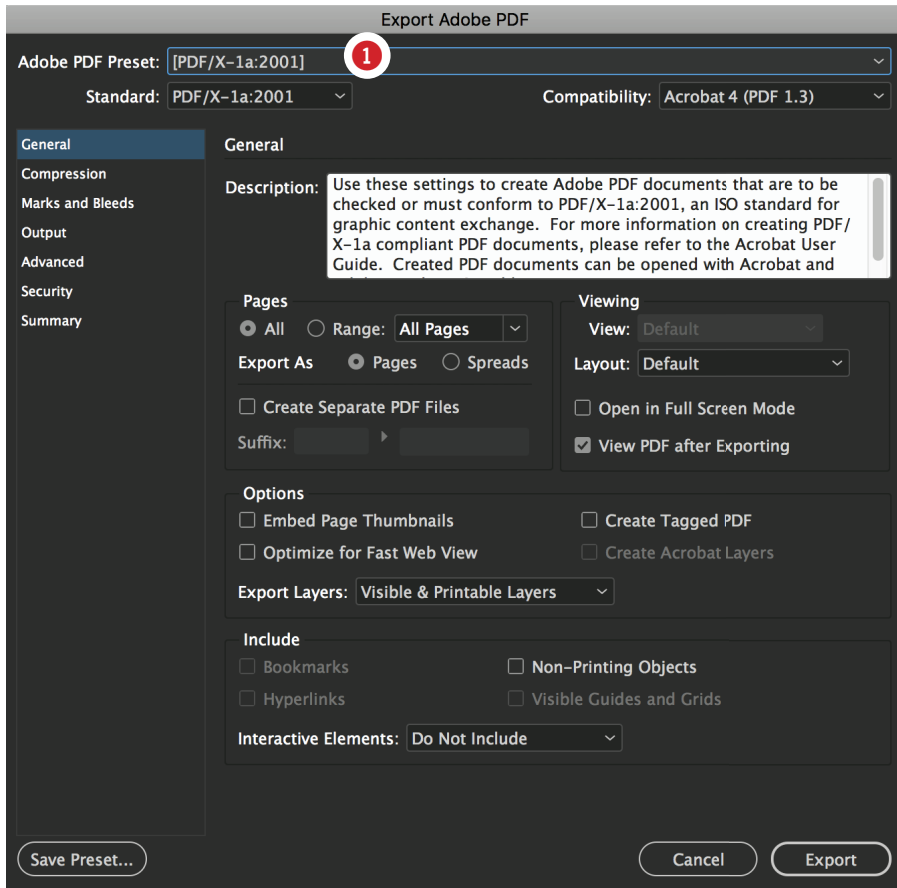 Export Adobe PDF
Adobe PDF Preset: [PDF/X-1a:2001] 1
Standard: PDF/X-1a:2001 Compatibility: Acrobat 4 (PDF 1.3)
General
Compression
Marks and Bleeds
Output
Advanced
Security
Summary
General
Description: Use these settings to create Adobe PDF documents that are to be
checked or must conform to PDF/X-1a:2001, an ISO standard for
graphic content exchange. For more information on creating PDF/
X-1a compliant PDF documents, please refer to the Acrobat User
Guide. Created PDF documents can be opened with Acrobat and
Pages
All Range: All Pages
Export As Pages Spreads
Create Separate PDF Files
Suffix:
Viewing
View: Default
Layout: Default
Open in Full Screen Mode
View PDF after Exporting
Options
Embed Page Thumbnails Create Tagged PDF
Optimize for Fast Web View Create Acrobat Layers
Export Layers: Visible & Printable Layers
Include
Bookmarks Non-Printing Objects
Hyperlinks Visible Guides and Grids
Interactive Elements: Do Not Include
Save Preset... Cancel Export